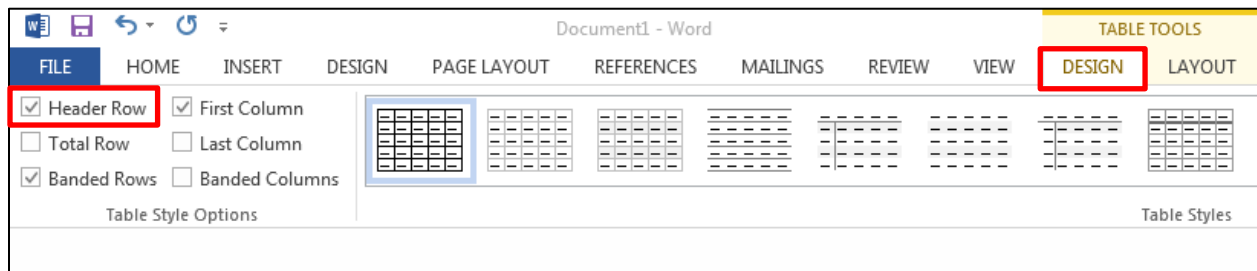 Document1 - Word
TABLE TOOLS
FILE HOME INSERT DESIGN PAGE LAYOUT REFERENCES MAILINGS REVIEW VIEW DESIGN LAYOUT
Header Row First Column
Total Row Last Column
Banded Rows Banded Columns
Table Style Options
Table Styles